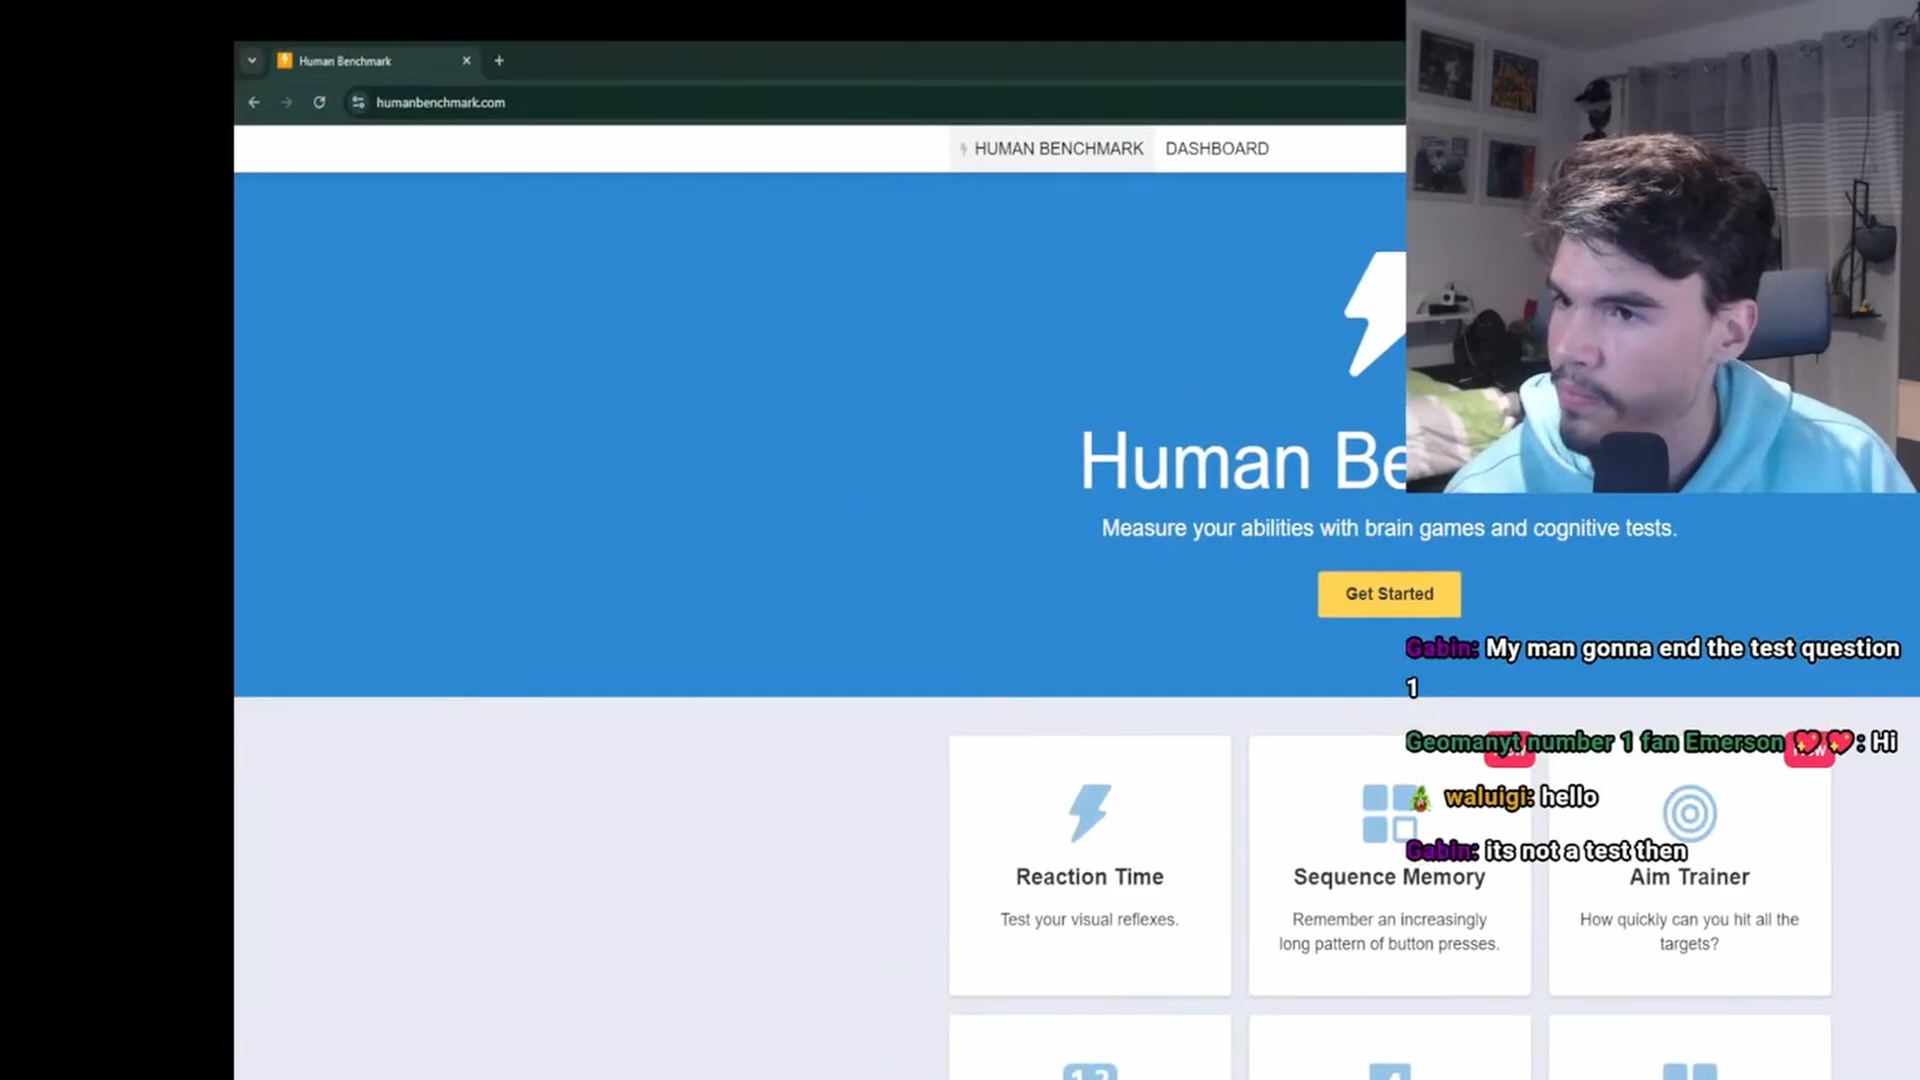 Human Benchmark
humanbenchmark.com
HUMAN BENCHMARK DASHBOARD
Human Be
Measure your abilities with brain games and cognitive tests.
Get Started
Gabin: My man gonna end the test question
1
Geomanyt number 1 fan Emerson 💖💖: Hi
waluigi: hello
Gabin: its not a test then
Reaction Time
Test your visual reflexes.
Sequence Memory
Remember an increasingly
long pattern of button presses.
Aim Trainer
How quickly can you hit all the
targets?